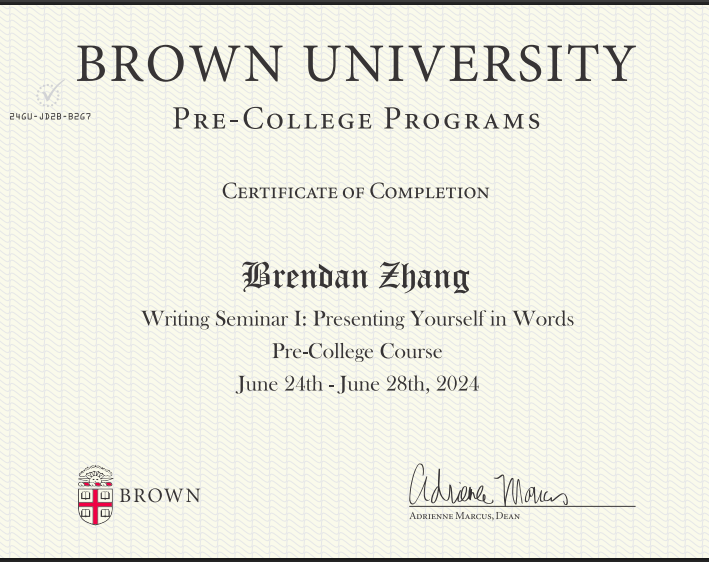 BROWN UNIVERSITY
24GU-JD2B-B2G7
PRE-COLLEGE PROGRAMS
CERTIFICATE OF COMPLETION
Brendan Zhang
Writing Seminar I: Presenting Yourself in Words
Pre-College Course
June 24th - June 28th, 2024
BROWN
Adrienne Marcus
ADRIENNE MARCUS, DEAN